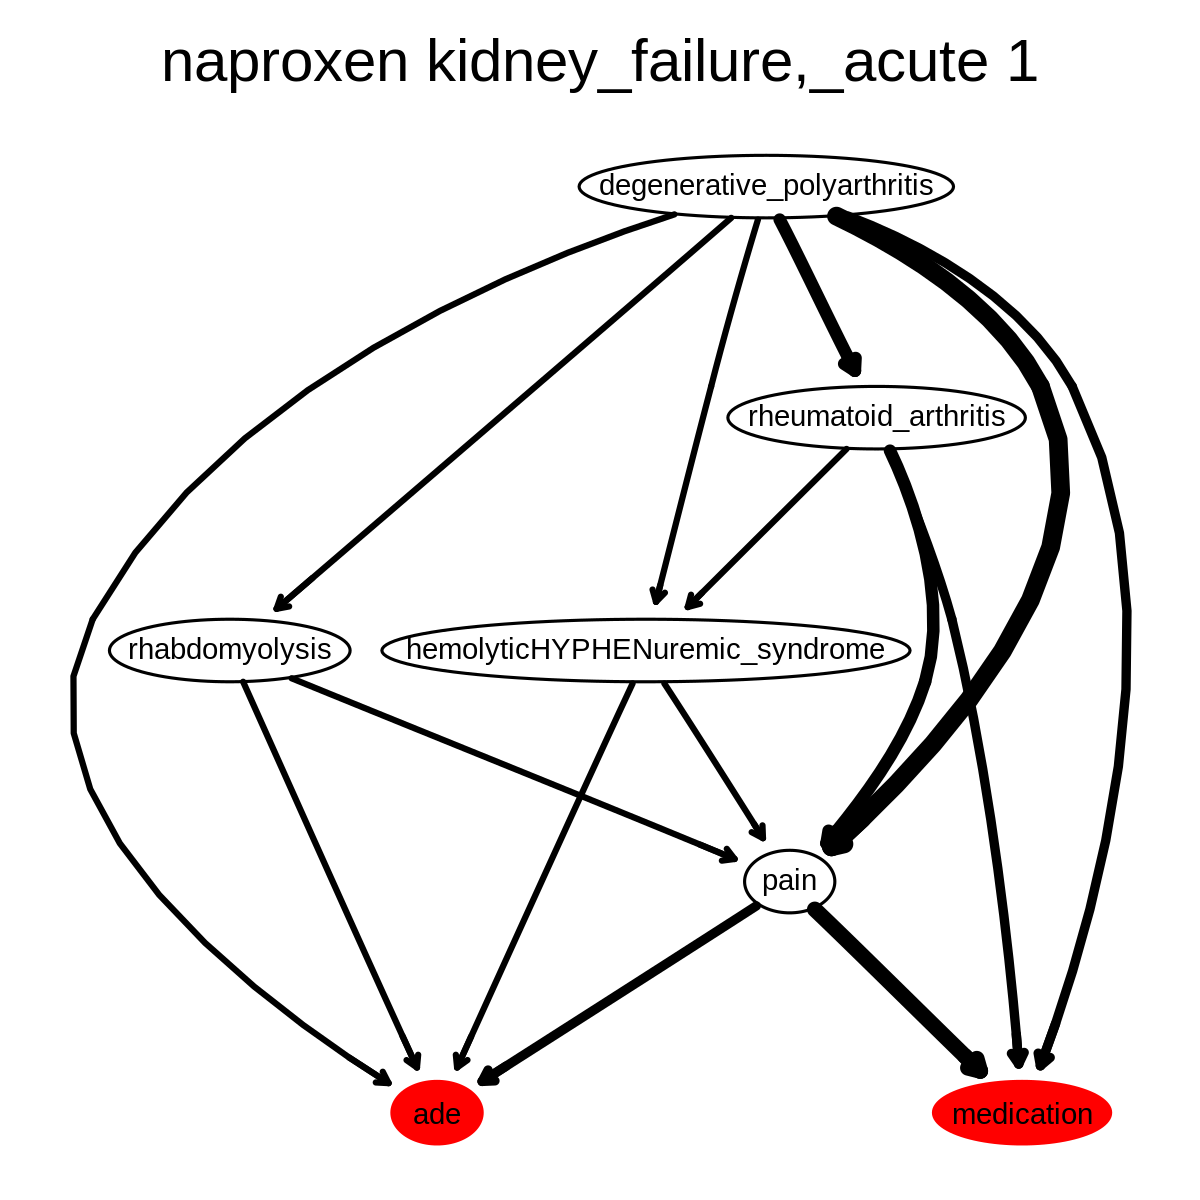 naproxen kidney_failure,_acute 1
degenerative_polyarthritis
rheumatoid_arthritis
rhabdomyolysis
hemolyticHYPHENuremic_syndrome
pain
ade
medication